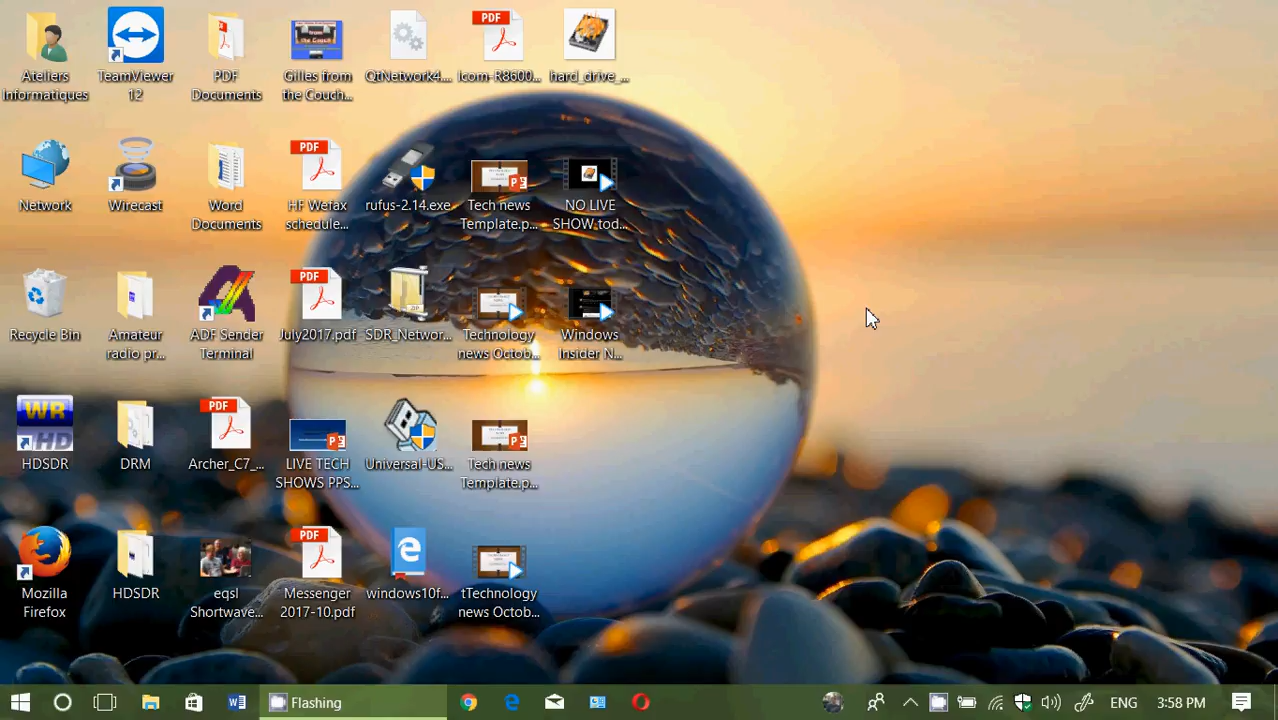 Ateliers
Informatiques
TeamViewer
12
PDF
Documents
Gilles from
the Couch...
QtNetwork4....
PDF
Icom-R8600...
hard_drive_...
Network
Wirecast
Word
Documents
PDF
HF Wefax
schedule...
rufus-2.14.exe
Tech news
Template.p...
NO LIVE
SHOW tod...
Recycle Bin
Amateur
radio pr...
ADF Sender
Terminal
PDF
July2017.pdf
SDR_Networ...
Technology
news Octob...
Windows
Insider N...
WR
HD
HDSDR
DRM
PDF
Archer_C7_...
LIVE TECH
SHOWS PPS...
Universal-US...
Tech news
Template.p...
Mozilla
Firefox
HDSDR
eqsl
Shortwave...
PDF
Messenger
2017-10.pdf
windows10f...
tTechnology
news Octob...
Flashing
ENG
3:58 PM